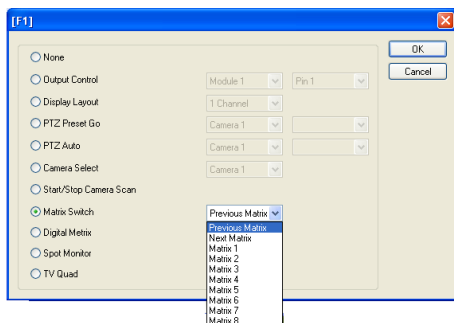 [F1]
None
OK
Output Control Module 1 Pin 1
Cancel
Display Layout 1 Channel
PTZ Preset Go Camera 1
PTZ Auto Camera 1
Camera Select Camera 1
Start/Stop Camera Scan
Matrix Switch Previous Matrix
Previous Matrix
Digital Metrix Next Matrix
Matrix 1
Spot Monitor Matrix 2
Matrix 3
TV Quad Matrix 4
Matrix 5
Matrix 6
Matrix 7
Matrix 8